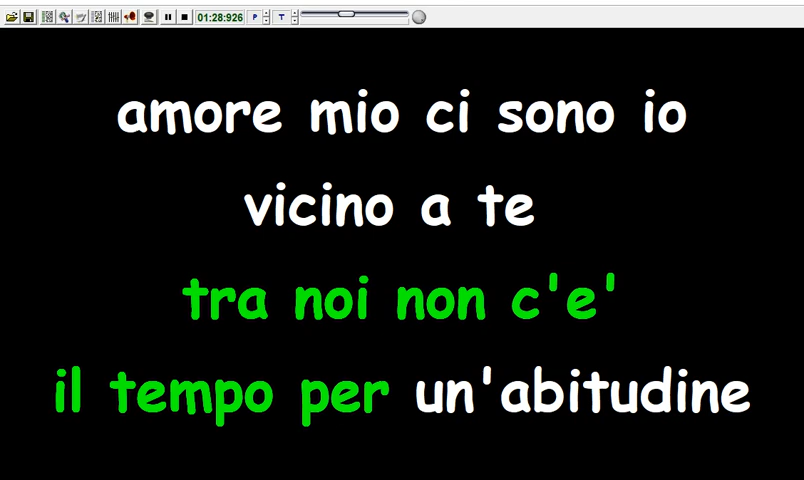 01:28:926 P T
amore mio ci sono io
vicino a te
tra noi non c'e'
il tempo per un'abitudine